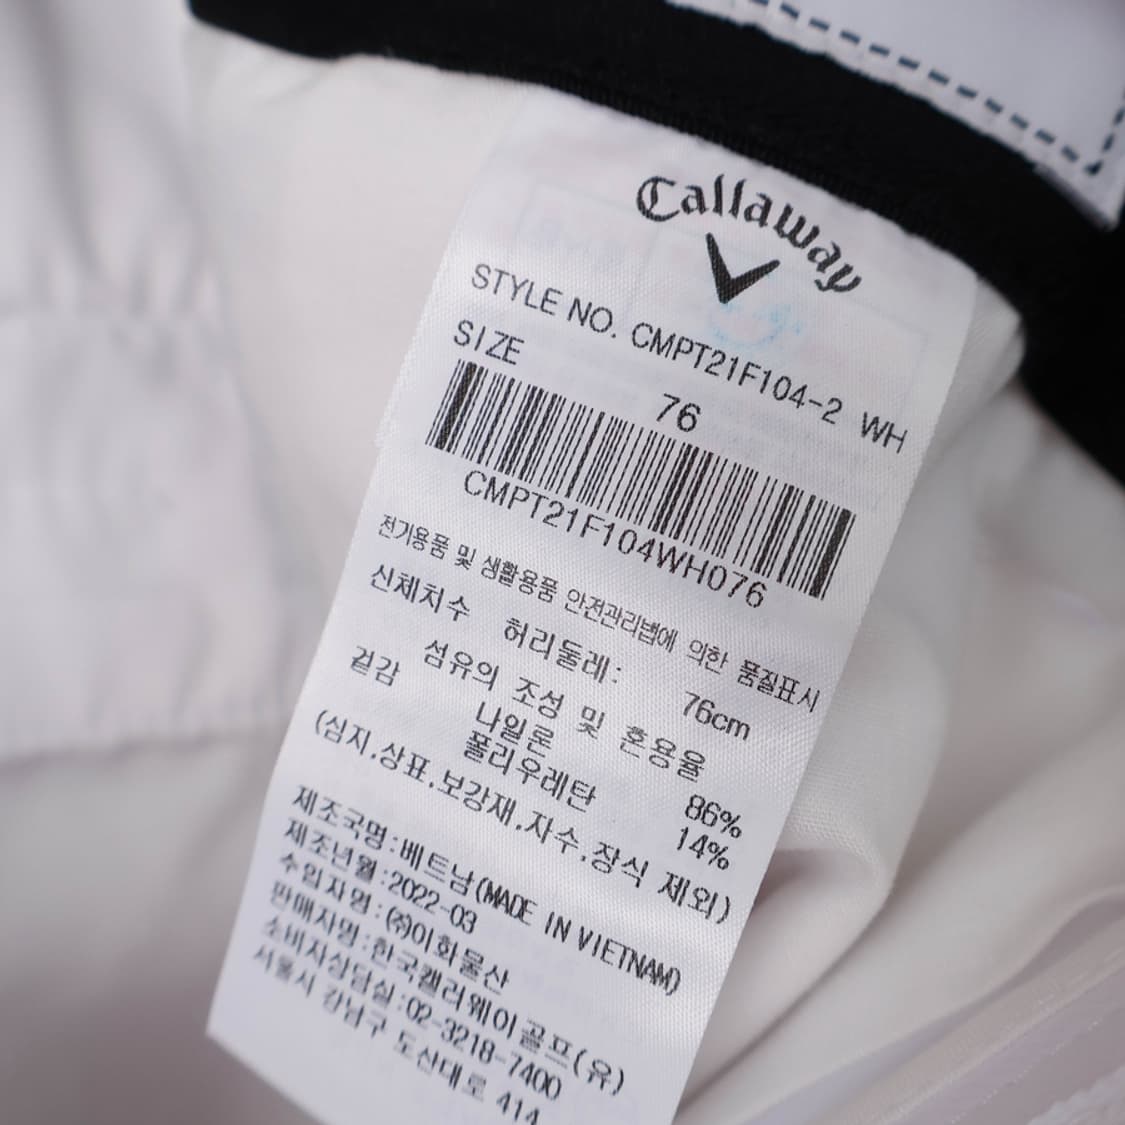 Callaway
STYLE NO. CMPT21F104-2 WH
SIZE 76
CMPT21F104WH076
전기용품 및 생활용품 안전관리법에 의한 품질표시
신체치수 허리둘레: 76cm
섬유의 조성 및 혼용율
겉감 나일론 86%
폴리우레탄 14%
(심지.상표.보강재.자수.장식 제외)
제조국명:베트남(MADE IN VIETNAM)
제조년월:2022-03
수입자명:㈜이화물산
판매자명:한국캘러웨이골프(유)
소비자상담실:02-3218-7400
서울시 강남구 도산대로 414